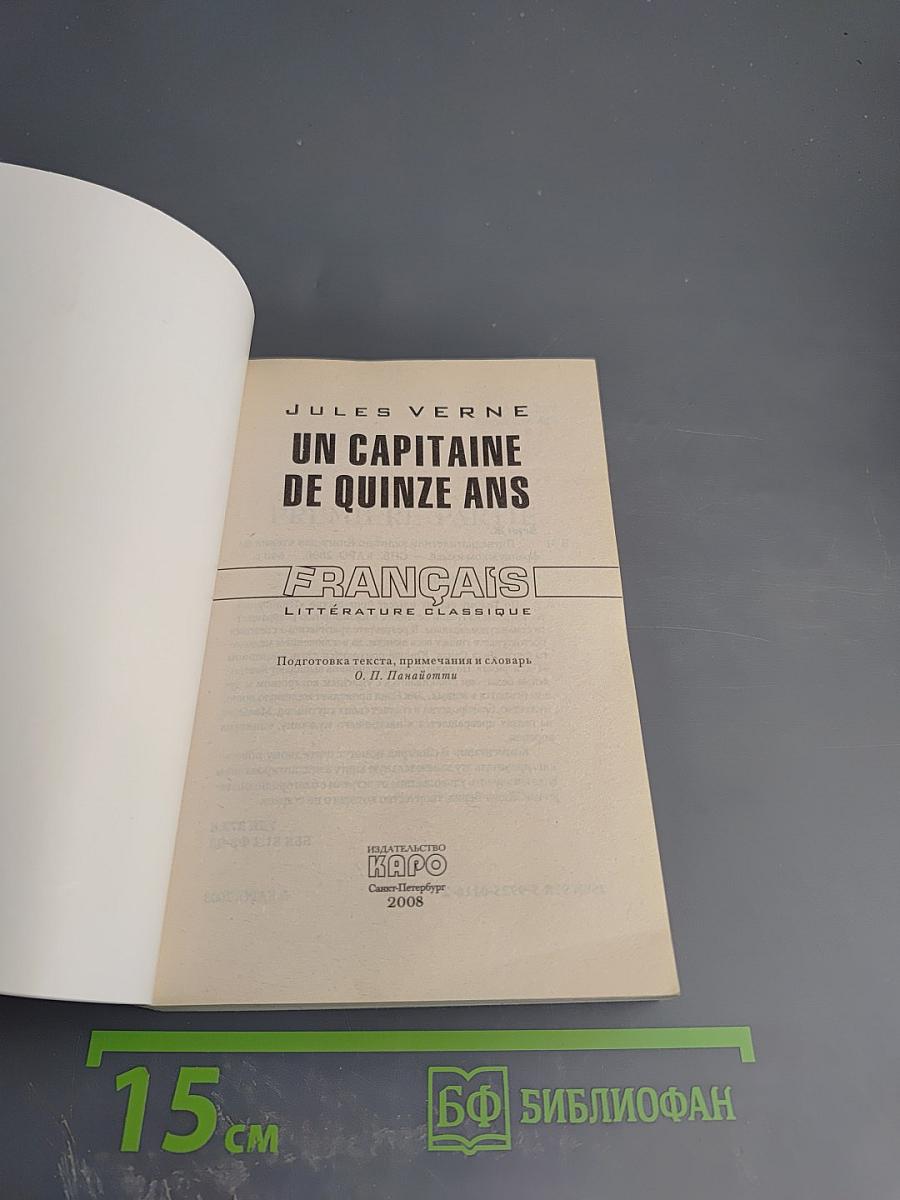 JULES VERNE
UN CAPITAINE
DE QUINZE ANS
FRANÇAIS
LITTÉRATURE CLASSIQUE
Подготовка текста, примечания и словарь
О. П. Панайотти
ИЗДАТЕЛЬСТВО
КАРО
Санкт-Петербург
2008
15 см
БФ БИБЛИОФАН